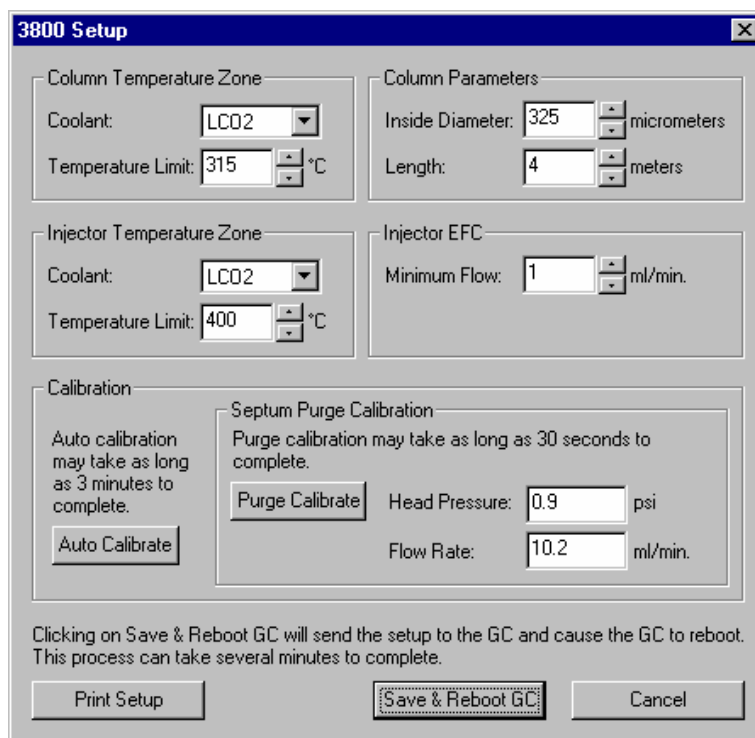 3800 Setup
Column Temperature Zone
Coolant: LCO2
Temperature Limit: 315 °C
Column Parameters
Inside Diameter: 325 micrometers
Length: 4 meters
Injector Temperature Zone
Coolant: LCO2
Temperature Limit: 400 °C
Injector EFC
Minimum Flow: 1 ml/min.
Calibration
Auto calibration
may take as long
as 3 minutes to
complete.
Auto Calibrate
Septum Purge Calibration
Purge calibration may take as long as 30 seconds to
complete.
Purge Calibrate
Head Pressure: 0.9 psi
Flow Rate: 10.2 ml/min.
Clicking on Save & Reboot GC will send the setup to the GC and cause the GC to reboot.
This process can take several minutes to complete.
Print Setup
Save & Reboot GC
Cancel